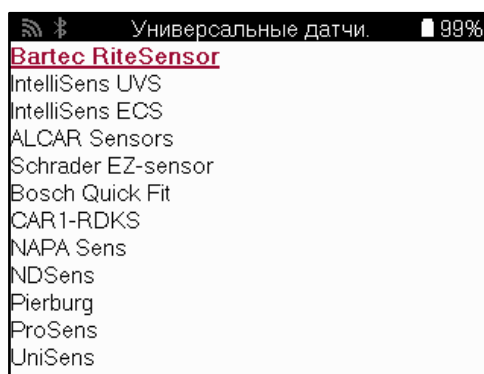 Универсальные датчи.
99%
Bartec RiteSensor
IntelliSens UVS
IntelliSens ECS
ALCAR Sensors
Schrader EZ-sensor
Bosch Quick Fit
CAR1-RDKS
NAPA Sens
NDSens
Pierburg
ProSens
UniSens